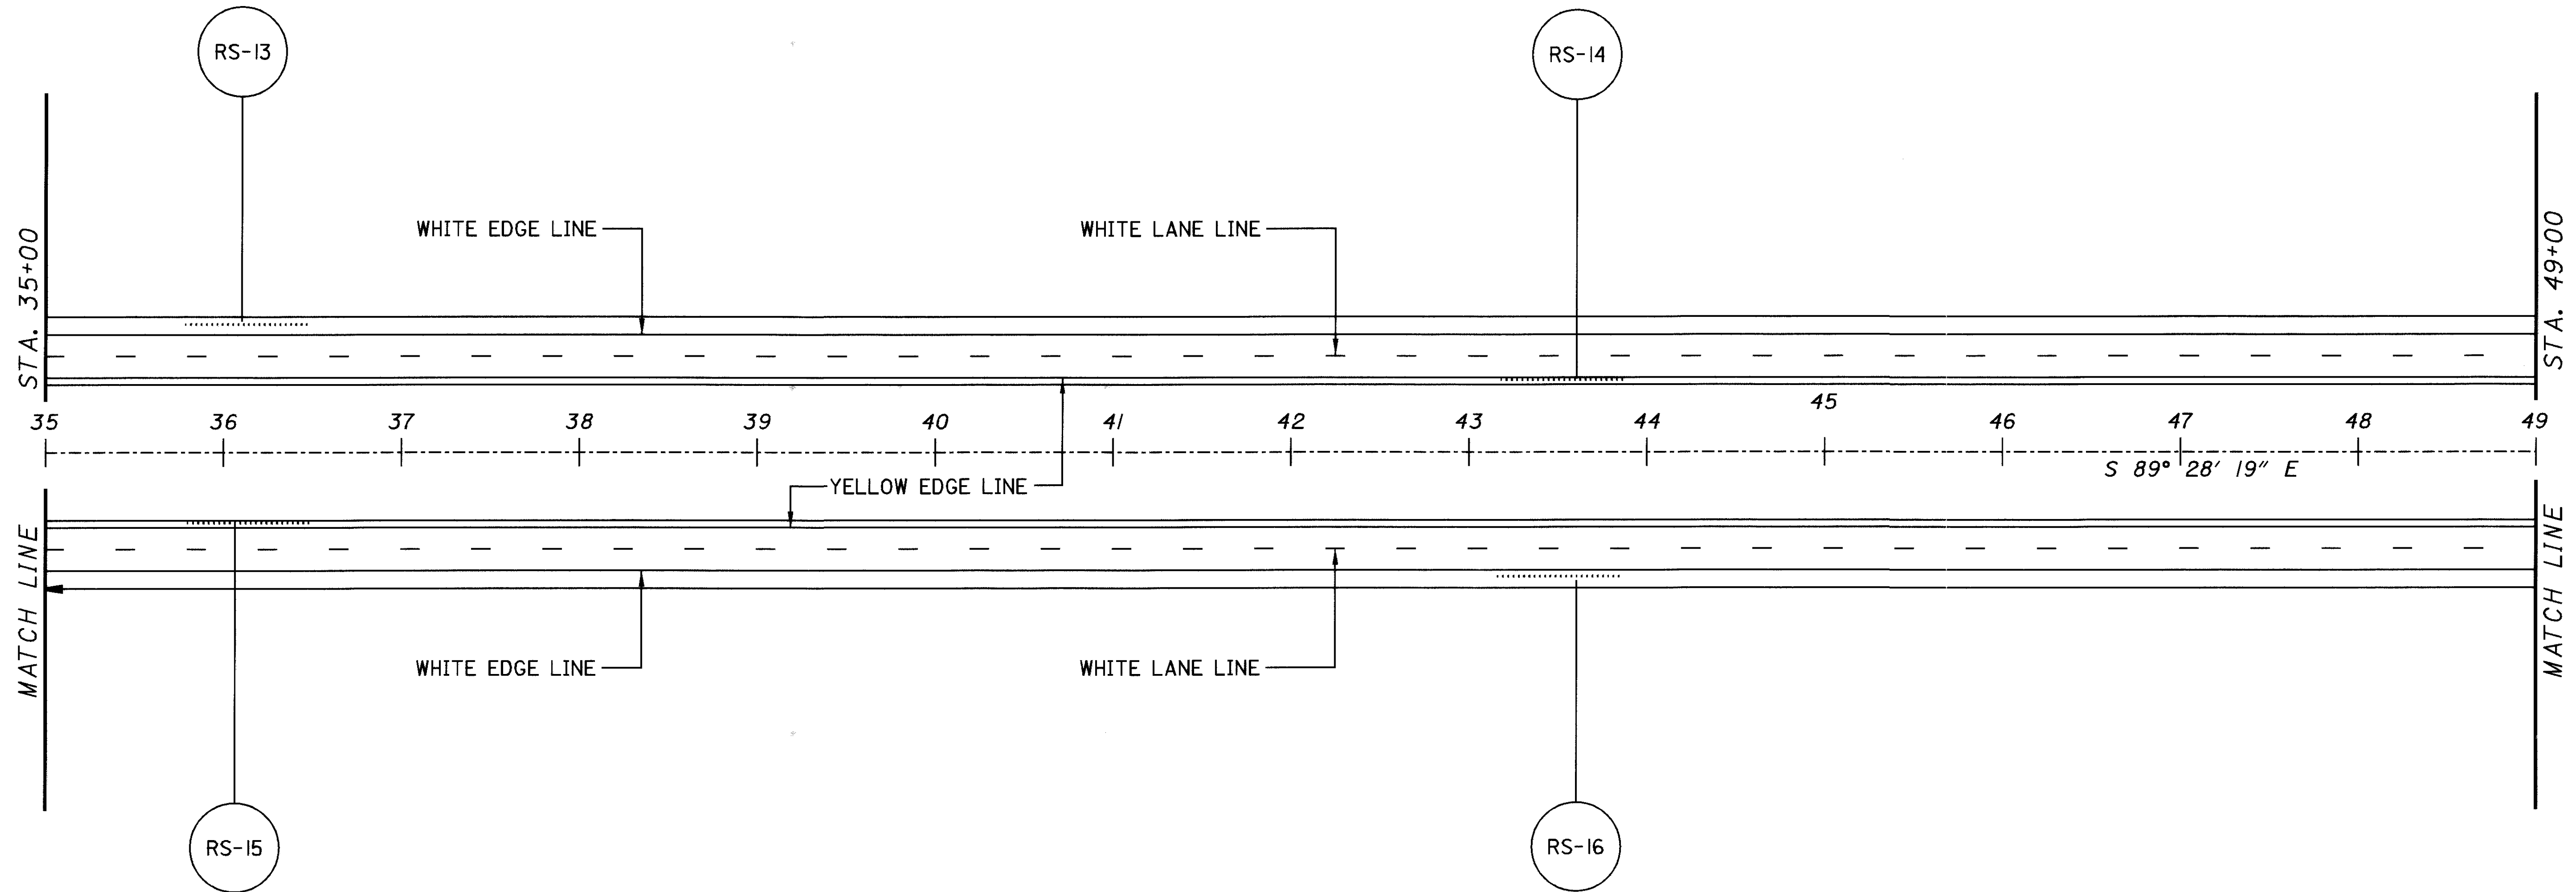 RS-13
RS-14
STA. 35+00
STA. 49+00
WHITE EDGE LINE
WHITE LANE LINE
35 36 37 38 39 40 41 42 43 44 45 46 47 48 49
S 89° 28' 19" E
YELLOW EDGE LINE
MATCH LINE
MATCH LINE
WHITE EDGE LINE
WHITE LANE LINE
RS-15
RS-16